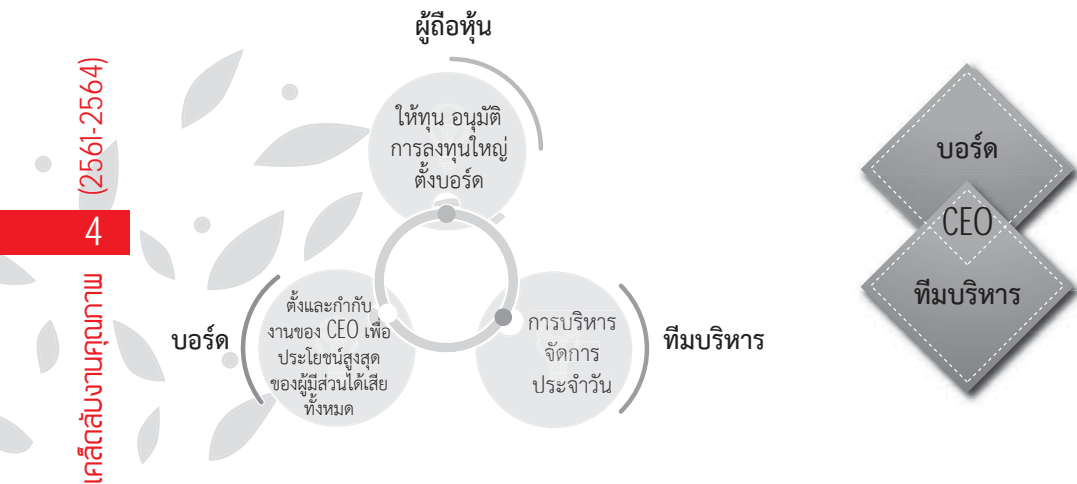 ผู้ถือหุ้น
ให้ทุน อนุมัติ
การลงทุนใหญ่
ตั้งบอร์ด
บอร์ด
ตั้งและกำกับ
งานของ CEO เพื่อ
ประโยชน์สูงสุด
ของผู้มีส่วนได้เสีย
ทั้งหมด
การบริหาร
จัดการ
ประจำวัน
ทีมบริหาร
บอร์ด
CEO
ทีมบริหาร
เคล็ดลับงานคุณภาพ 4 (2561-2564)